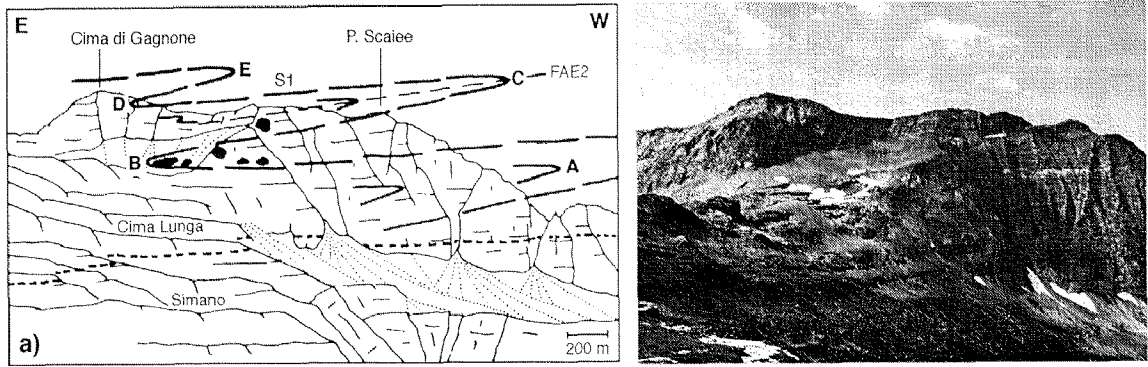 E
W
Cima di Gagnone
P. Scaiee
E
S1
C
FAE2
D
B
A
Cima Lunga
Simano
a)
200 m